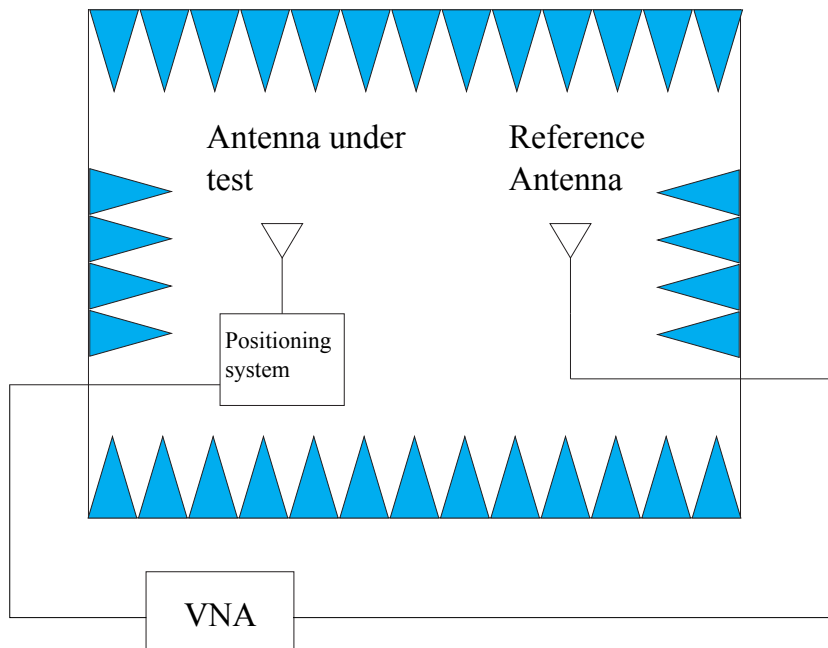 Antenna under
test
Reference
Antenna
Positioning
system
VNA